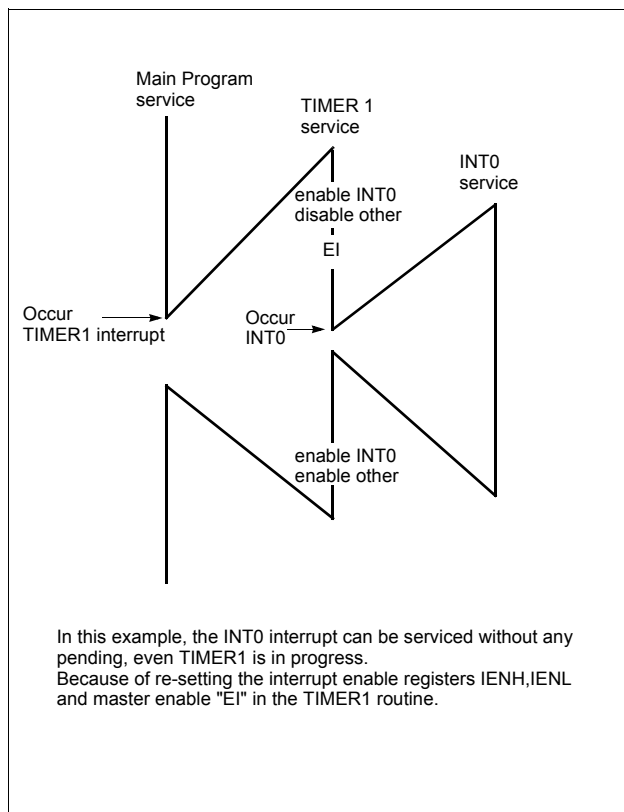 Main Program
service
TIMER 1
service
INT0
service
enable INT0
disable other
EI
Occur
TIMER1 interrupt
Occur
INT0
enable INT0
enable other
In this example, the INT0 interrupt can be serviced without any
pending, even TIMER1 is in progress.
Because of re-setting the interrupt enable registers IENH,IENL
and master enable "EI" in the TIMER1 routine.